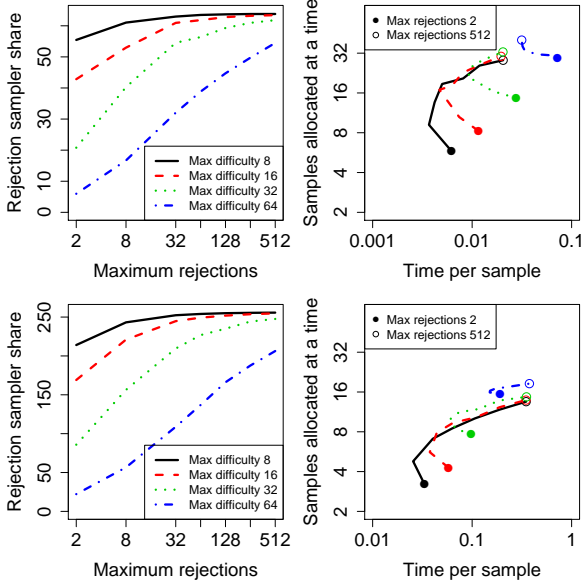 Rejection sampler share
0 10 30 50
Max difficulty 8
Max difficulty 16
Max difficulty 32
Max difficulty 64
2 8 32 128 512
Maximum rejections
Samples allocated at a time
2 4 8 16 32
Max rejections 2
Max rejections 512
0.001 0.01 0.1
Time per sample
Rejection sampler share
0 50 150 250
Max difficulty 8
Max difficulty 16
Max difficulty 32
Max difficulty 64
2 8 32 128 512
Maximum rejections
Samples allocated at a time
2 4 8 16 32
Max rejections 2
Max rejections 512
0.01 0.1 1
Time per sample